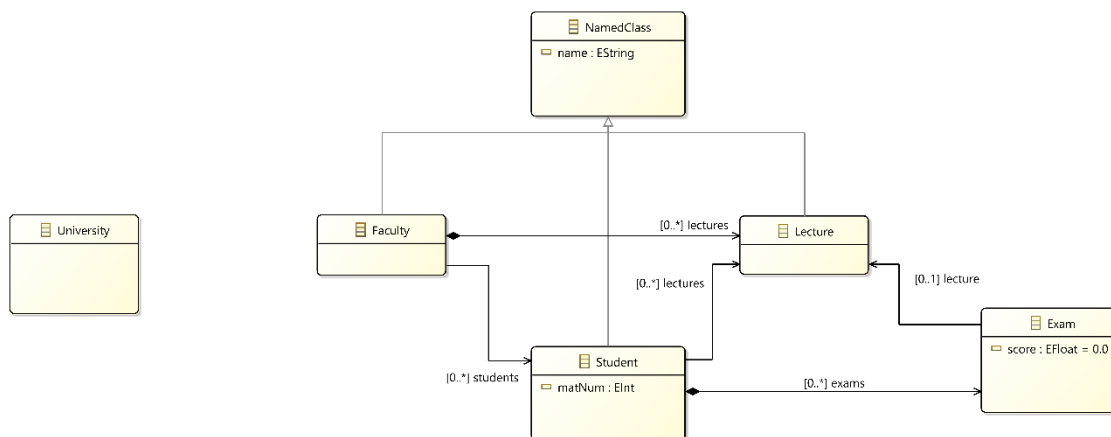 NamedClass
name : EString
University
Faculty
[0..*] lectures
Lecture
[0..*] lectures
[0..1] lecture
Exam
score : EFloat = 0.0
[0..*] students
Student
matNum : EInt
[0..*] exams